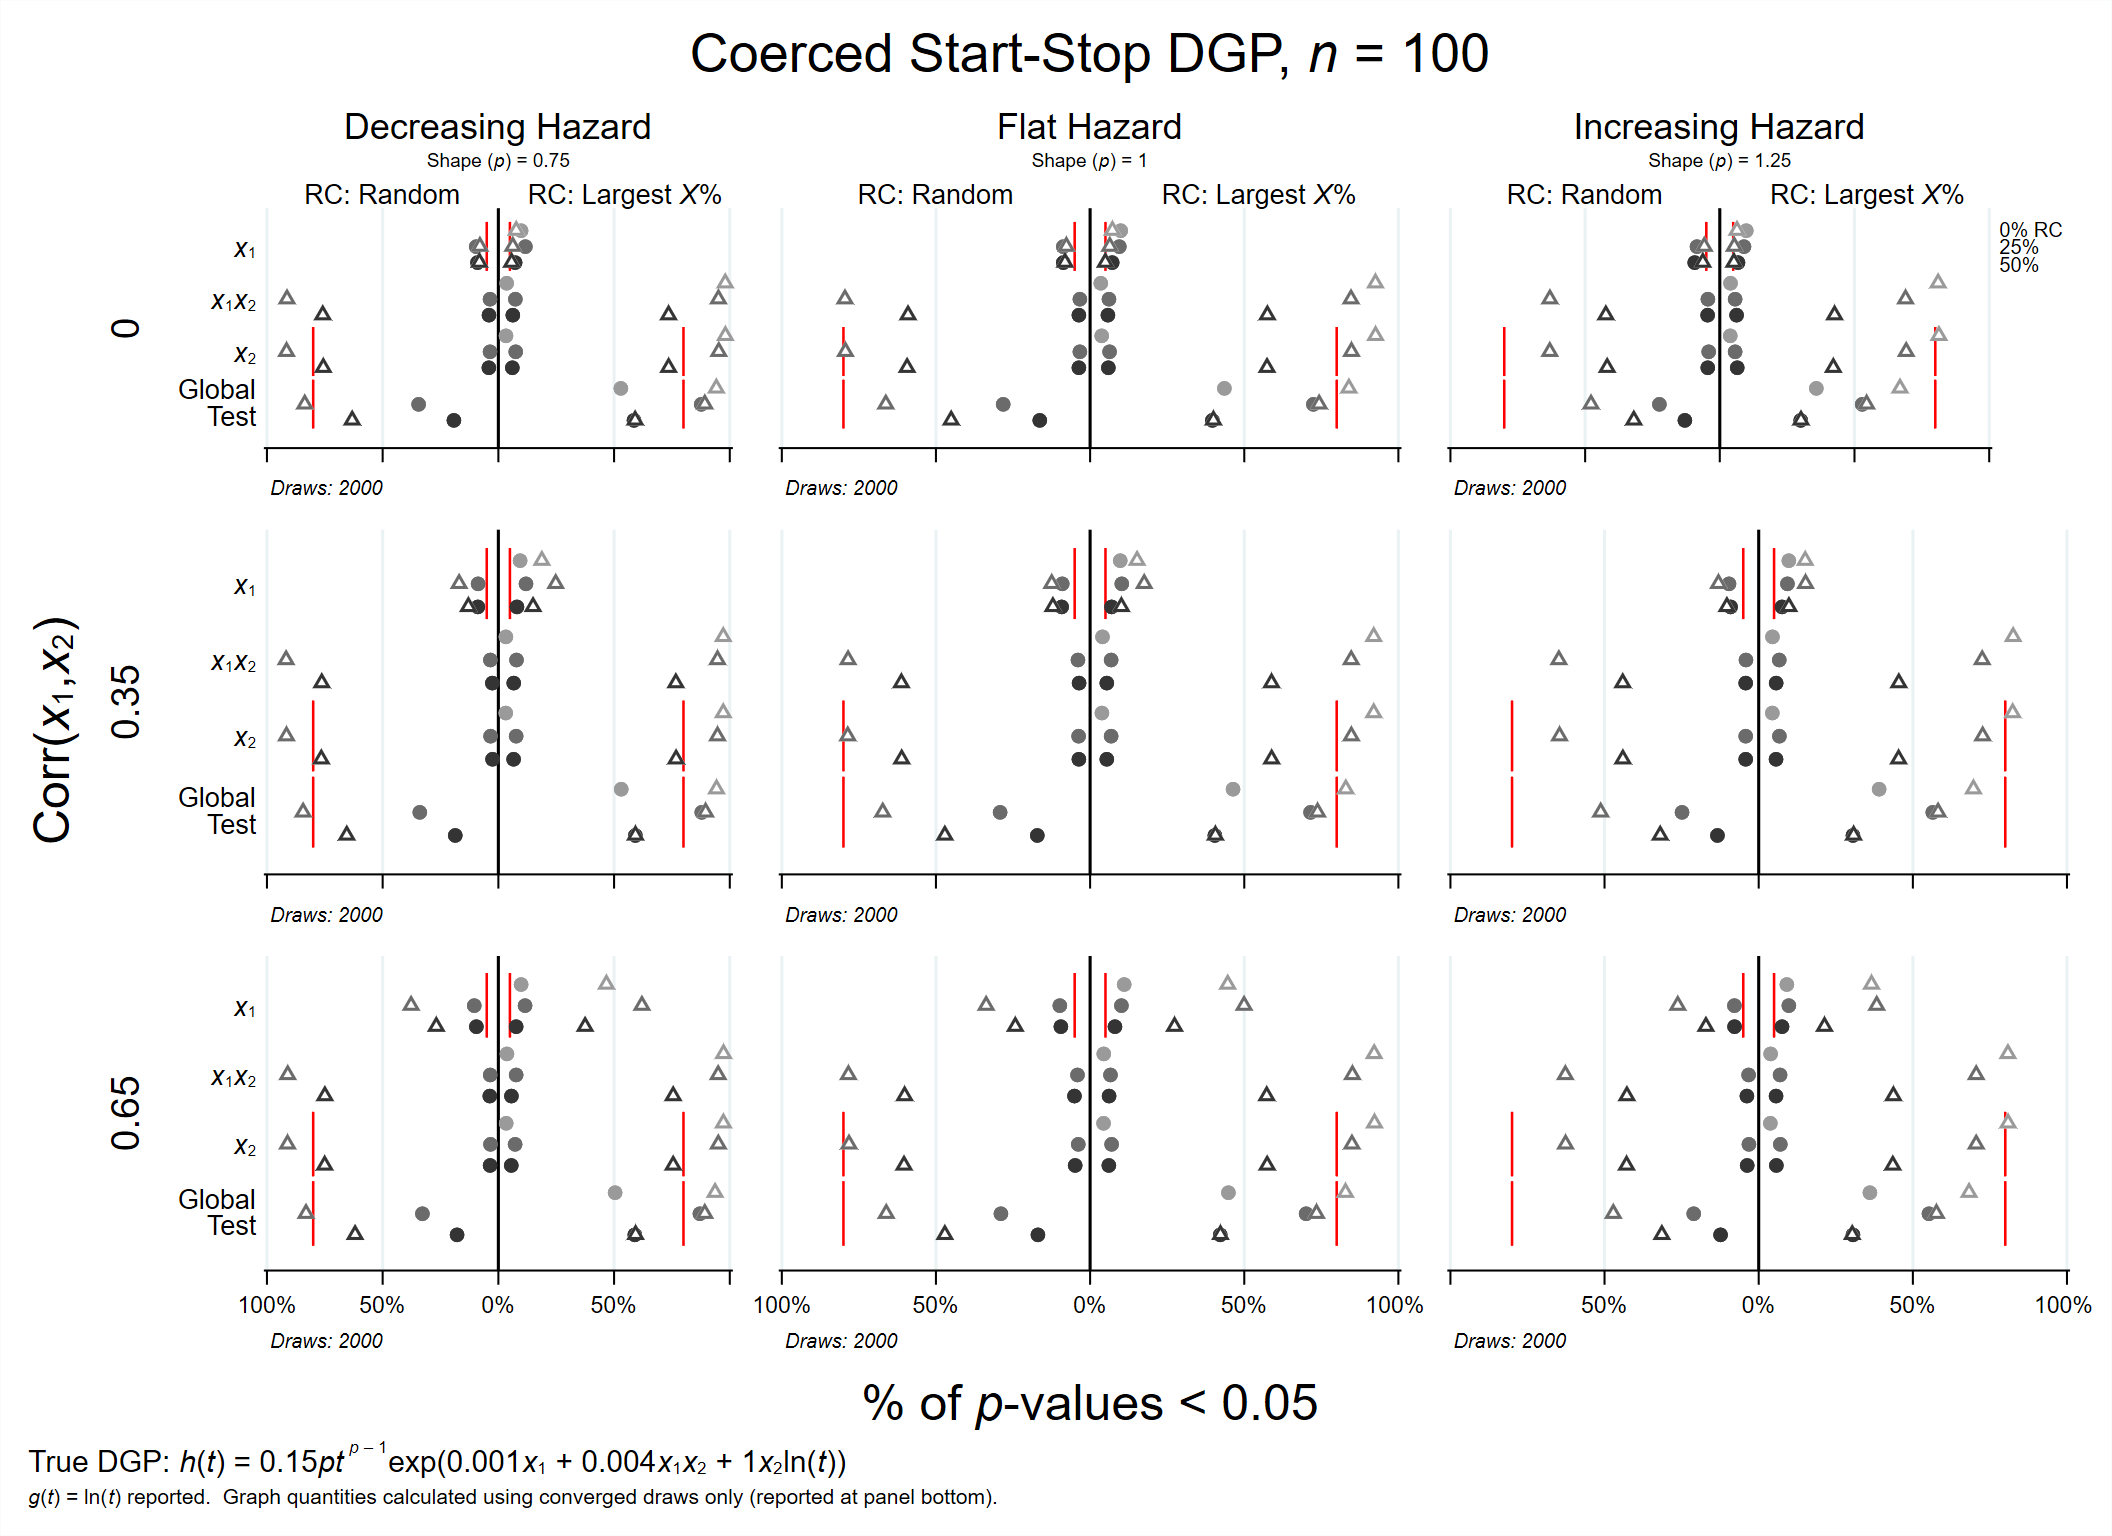 Coerced Start-Stop DGP, n = 100
Decreasing Hazard
Shape (p) = 0.75
RC: Random RC: Largest X%
Flat Hazard
Shape (p) = 1
RC: Random RC: Largest X%
Increasing Hazard
Shape (p) = 1.25
RC: Random RC: Largest X%
0% RC
25%
50%
Corr(x₁,x₂)
0
x₁
x₁x₂
x₂
Global
Test
Draws: 2000
Draws: 2000
Draws: 2000
0.35
x₁
x₁x₂
x₂
Global
Test
Draws: 2000
Draws: 2000
Draws: 2000
0.65
x₁
x₁x₂
x₂
Global
Test
100% 50% 0% 50%
100% 50% 0% 50% 100%
50% 0% 50% 100%
Draws: 2000
Draws: 2000
Draws: 2000
% of p-values < 0.05
True DGP: h(t) = 0.15pt^{p − 1}exp(0.001x₁ + 0.004x₁x₂ + 1x₂ln(t))
g(t) = ln(t) reported. Graph quantities calculated using converged draws only (reported at panel bottom).